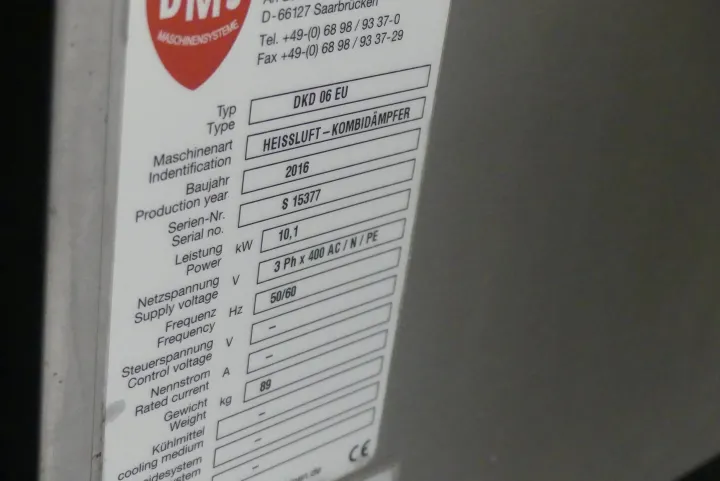 MASCHINENSYSTEME
D-66127 Saarbrücken
Tel. +49-(0) 68 98 / 93 37-0
Fax +49-(0) 68 98 / 93 37-29
Typ
Type
DKD 06 EU
Maschinenart
Indentification
HEISSLUFT-KOMBIDÄMPFER
Baujahr
Production year
2016
Serien-Nr.
Serial no.
S 15377
Leistung
Power
kW
10,1
Netzspannung
Supply voltage
V
3 Ph x 400 AC / N / PE
Frequenz
Frequency
Hz
50/60
Steuerspannung
Control voltage
V
–
Nennstrom
Rated current
A
–
Gewicht
Weight
kg
89
Kühlmittel
cooling medium
–
–
–
CE